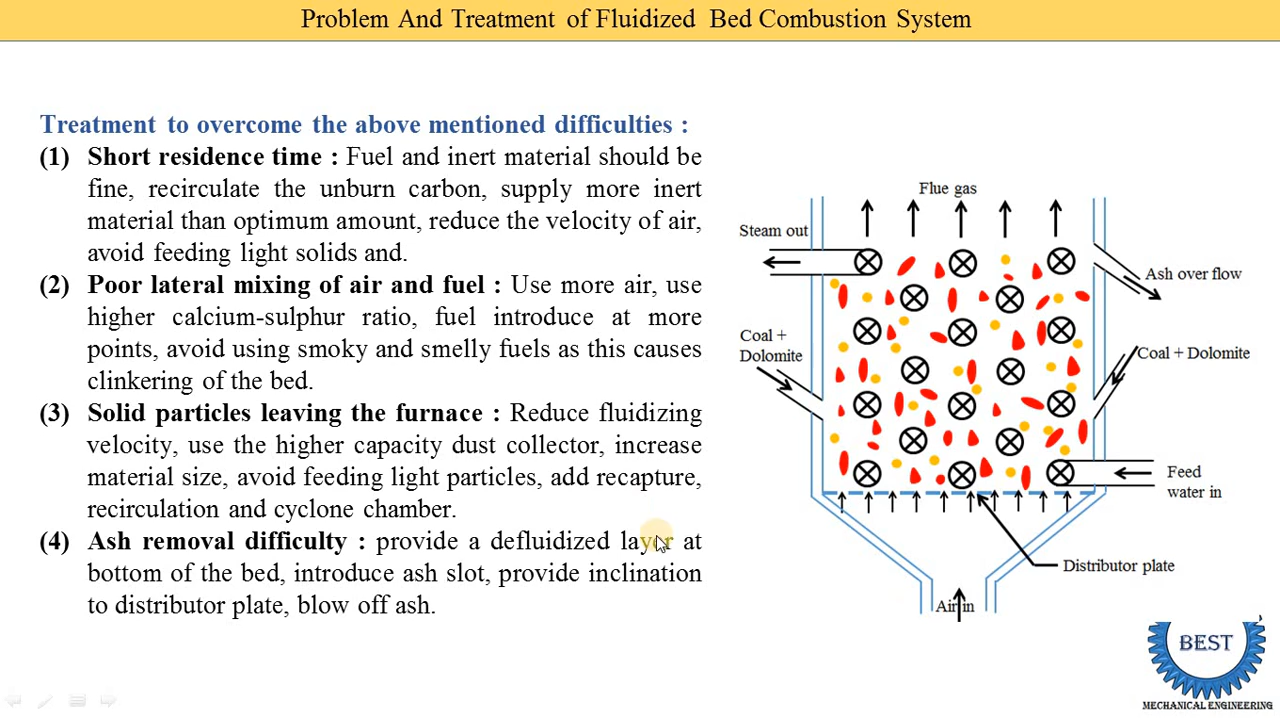 Problem And Treatment of Fluidized Bed Combustion System
Treatment to overcome the above mentioned difficulties :
(1) Short residence time : Fuel and inert material should be
fine, recirculate the unburn carbon, supply more inert
material than optimum amount, reduce the velocity of air,
avoid feeding light solids and.
(2) Poor lateral mixing of air and fuel : Use more air, use
higher calcium-sulphur ratio, fuel introduce at more
points, avoid using smoky and smelly fuels as this causes
clinkering of the bed.
(3) Solid particles leaving the furnace : Reduce fluidizing
velocity, use the higher capacity dust collector, increase
material size, avoid feeding light particles, add recapture,
recirculation and cyclone chamber.
(4) Ash removal difficulty : provide a defluidized layer at
bottom of the bed, introduce ash slot, provide inclination
to distributor plate, blow off ash.
Flue gas
Steam out
Ash over flow
Coal +
Dolomite
Coal + Dolomite
Feed
water in
Distributor plate
Air in
BEST
MECHANICAL ENGINEERING